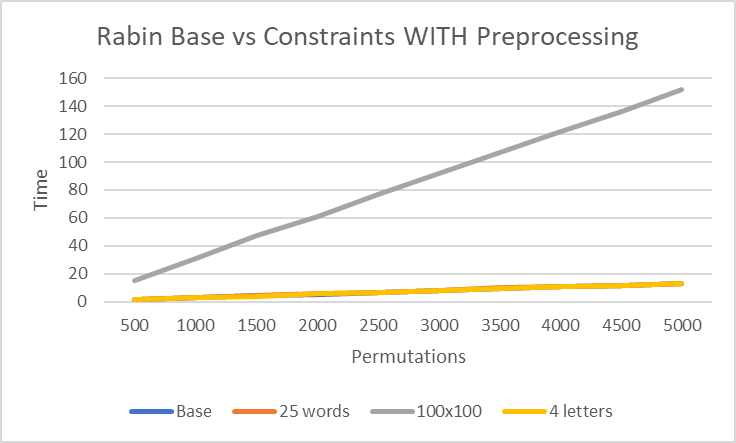 Rabin Base vs Constraints WITH Preprocessing
160
140
120
100
80
60
40
20
0
Time
500 1000 1500 2000 2500 3000 3500 4000 4500 5000
Permutations
Base 25 words 100x100 4 letters